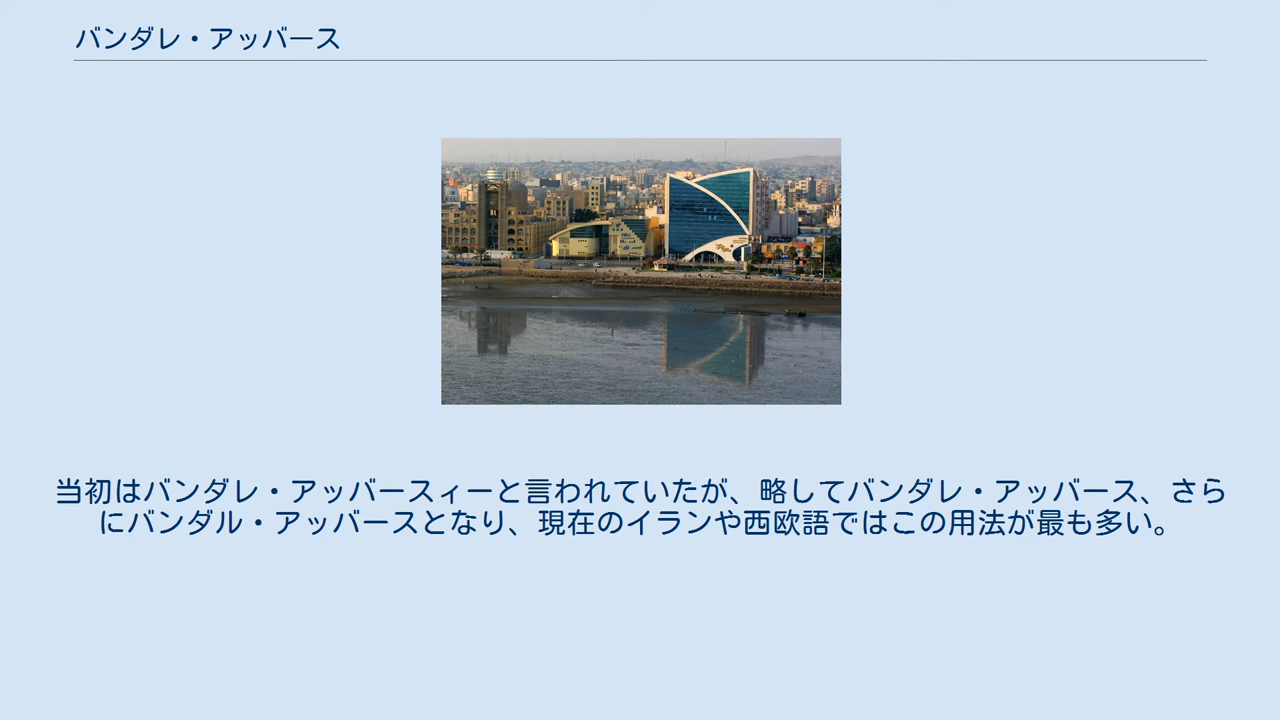 バンダレ・アッバース
当初はバンダレ・アッバースィーと言われていたが、略してバンダレ・アッバース、さら
にバンダル・アッバースとなり、現在のイランや西欧語ではこの用法が最も多い。